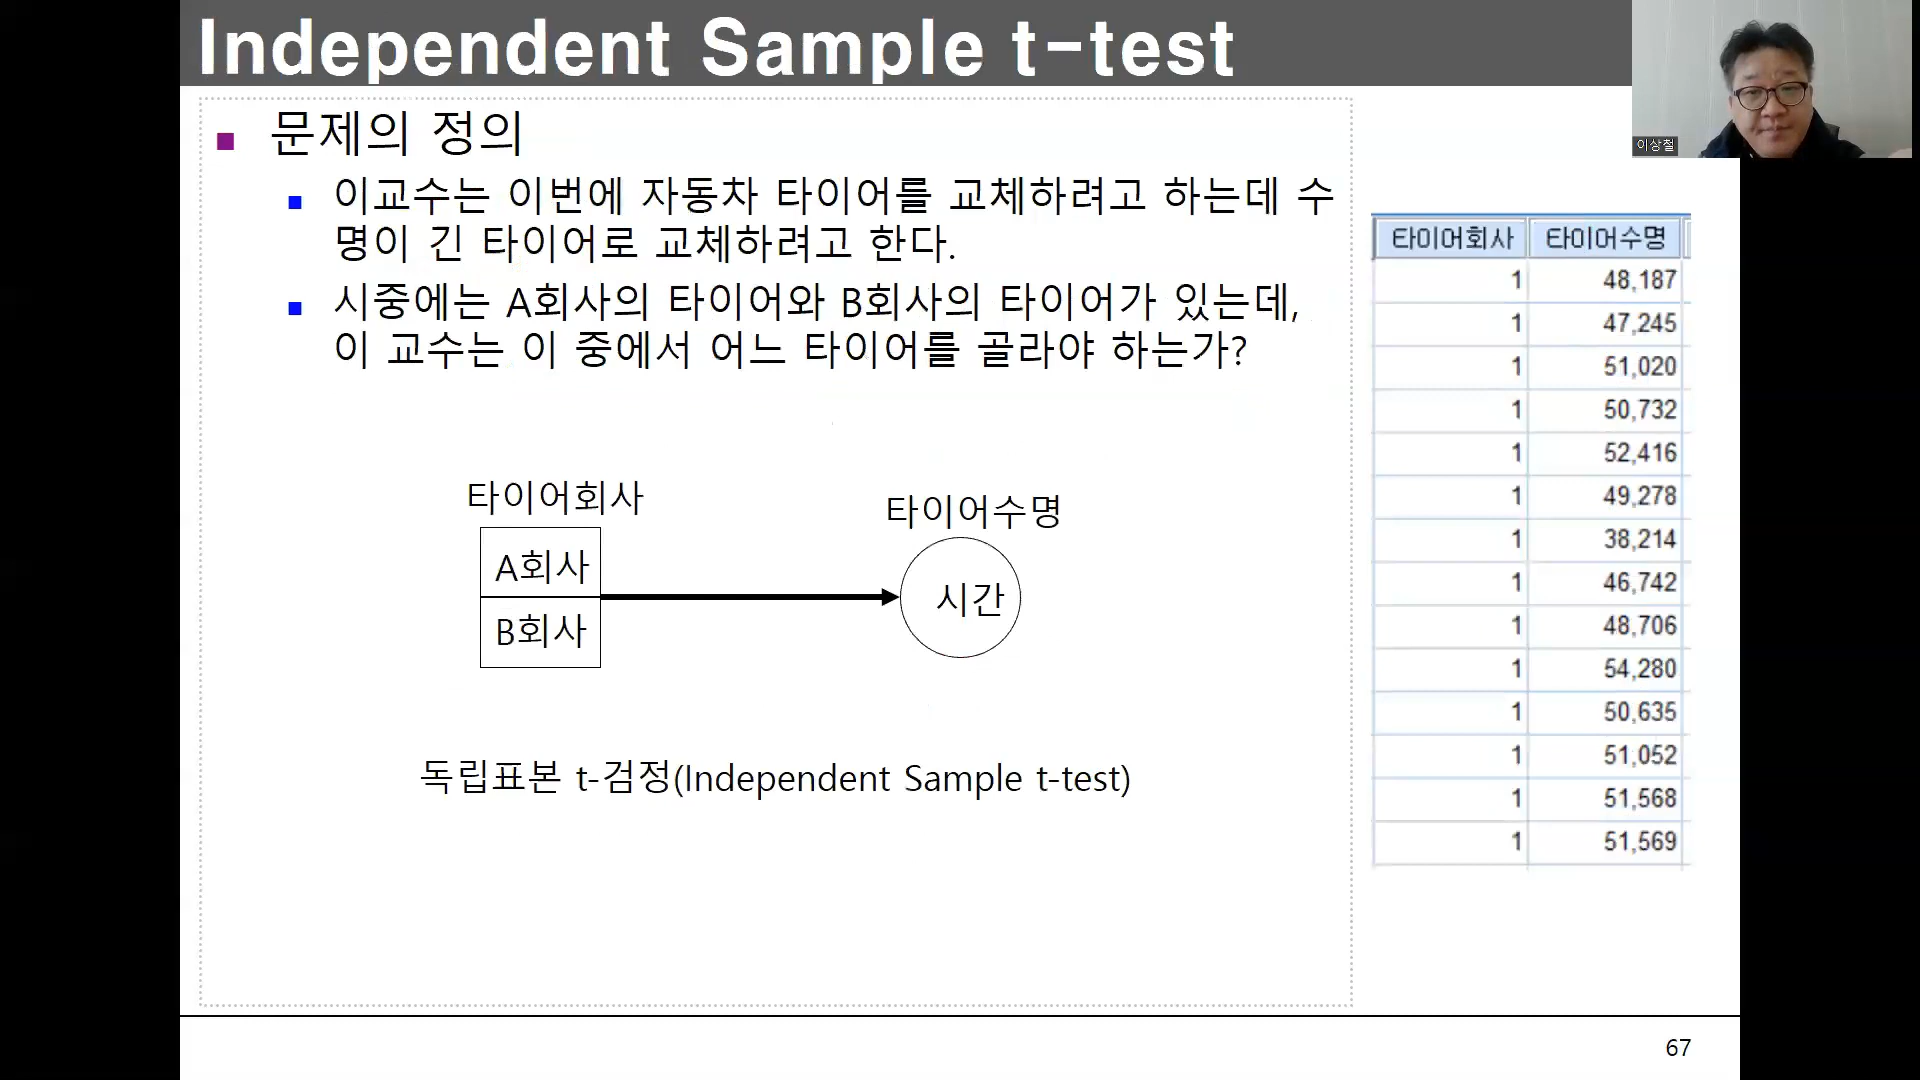 Independent Sample t-test
이상철
문제의 정의
이교수는 이번에 자동차 타이어를 교체하려고 하는데 수
명이 긴 타이어로 교체하려고 한다.
시중에는 A회사의 타이어와 B회사의 타이어가 있는데,
이 교수는 이 중에서 어느 타이어를 골라야 하는가?
타이어회사
A회사
B회사
타이어수명
시간
독립표본 t-검정(Independent Sample t-test)
타이어회사 타이어수명
1 48,187
1 47,245
1 51,020
1 50,732
1 52,416
1 49,278
1 38,214
1 46,742
1 48,706
1 54,280
1 50,635
1 51,052
1 51,568
1 51,569
67